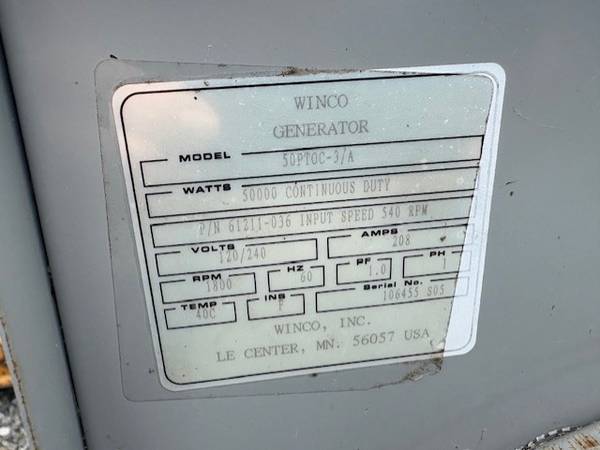 WINCO
GENERATOR
MODEL 50PTOC-3/A
WATTS 50000 CONTINUOUS DUTY
P/N 61211-036 INPUT SPEED 540 RPM
VOLTS 120/240 AMPS 208
RPM 1800 HZ 60 PF 1.0 PH 1
TEMP 40C INS F Serial No. 106455 S05
WINCO, INC.
LE CENTER, MN. 56057 USA